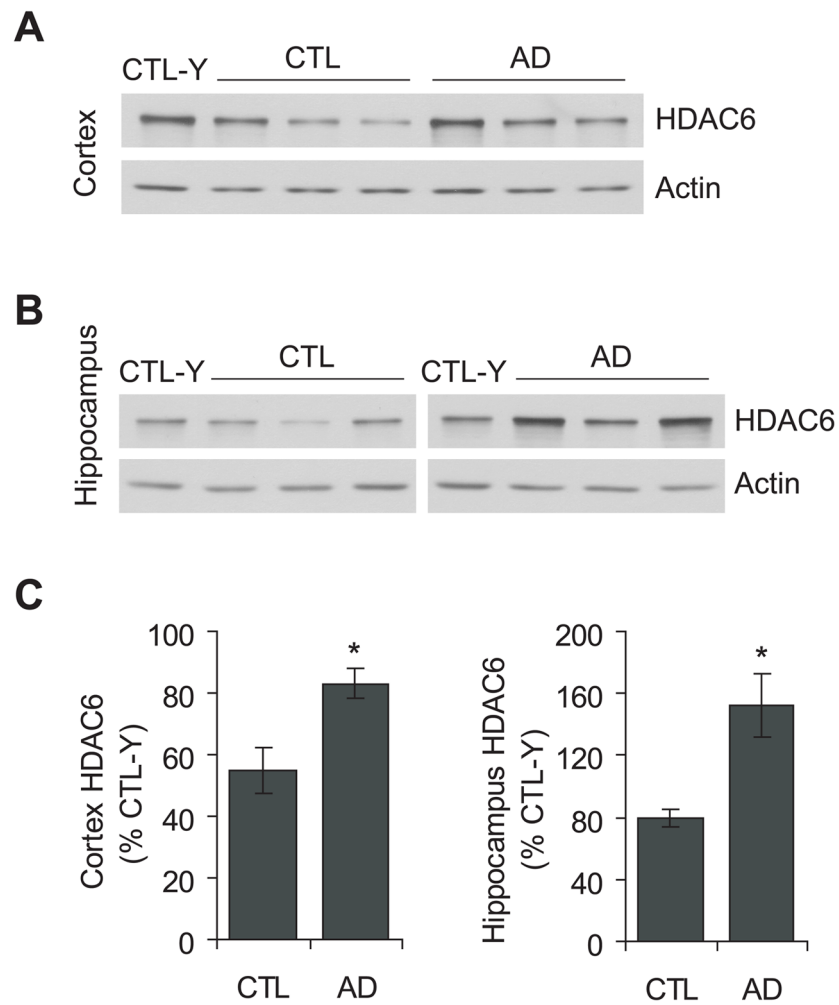 A
CTL-Y CTL AD
Cortex
HDAC6
Actin
B
Hippocampus
CTL-Y CTL CTL-Y AD
HDAC6
Actin
C
Cortex HDAC6
(% CTL-Y)
100
80
60
40
20
0
*
CTL AD
Hippocampus HDAC6
(% CTL-Y)
200
160
120
80
40
0
*
CTL AD